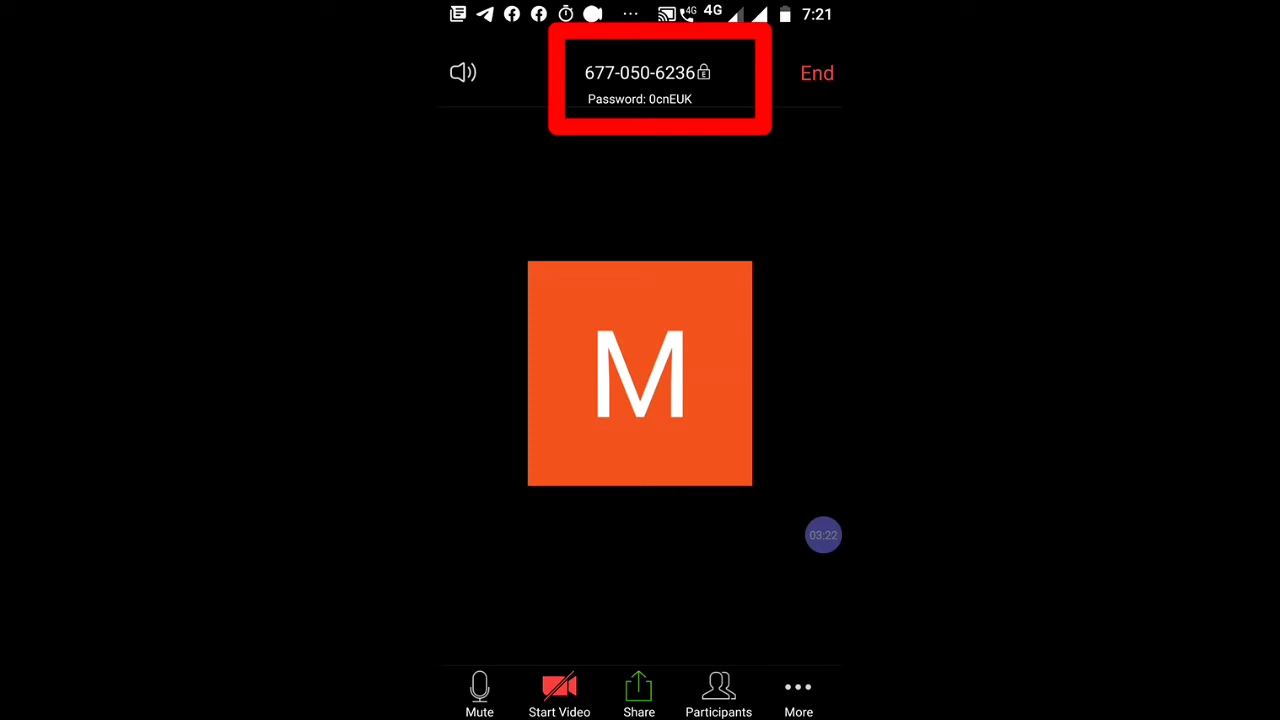 4G 4G 7:21
677-050-6236 End
Password: 0cnEUK
M
03:22
Mute Start Video Share Participants More